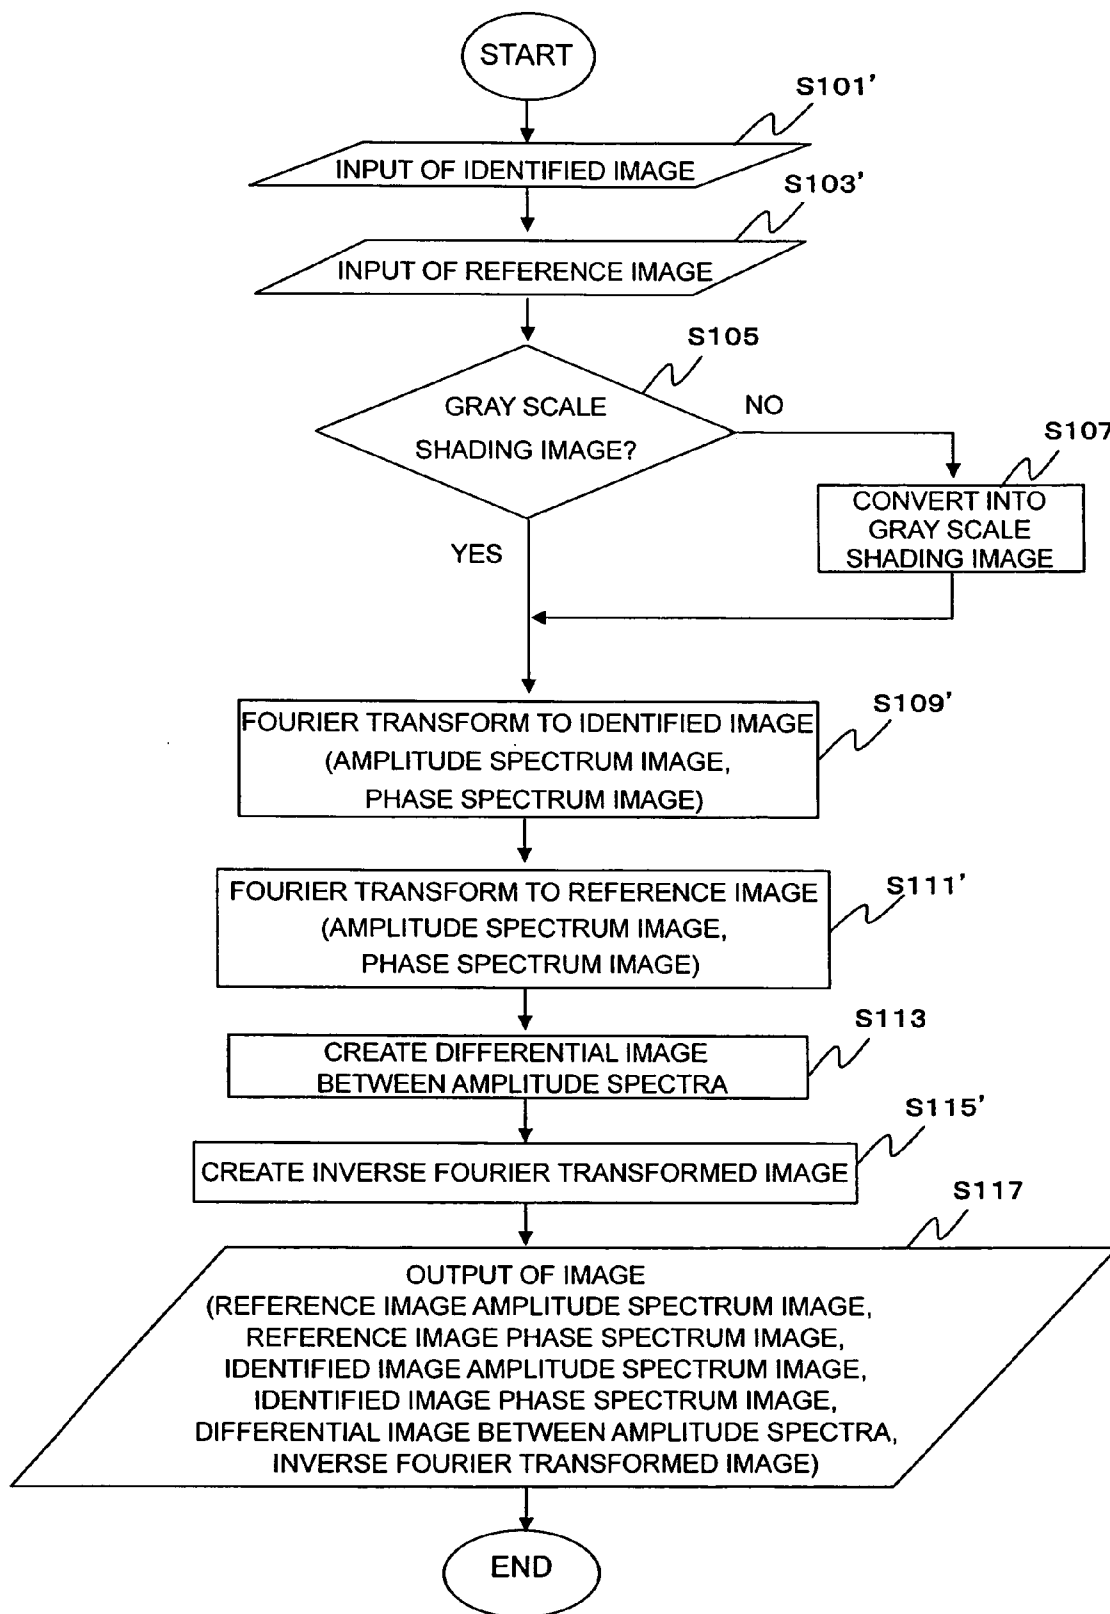 START
S101'
INPUT OF IDENTIFIED IMAGE
S103'
INPUT OF REFERENCE IMAGE
S105
GRAY SCALE
SHADING IMAGE?
NO
S107
CONVERT INTO
GRAY SCALE
SHADING IMAGE
YES
S109'
FOURIER TRANSFORM TO IDENTIFIED IMAGE
(AMPLITUDE SPECTRUM IMAGE,
PHASE SPECTRUM IMAGE)
S111'
FOURIER TRANSFORM TO REFERENCE IMAGE
(AMPLITUDE SPECTRUM IMAGE,
PHASE SPECTRUM IMAGE)
S113
CREATE DIFFERENTIAL IMAGE
BETWEEN AMPLITUDE SPECTRA
S115'
CREATE INVERSE FOURIER TRANSFORMED IMAGE
S117
OUTPUT OF IMAGE
(REFERENCE IMAGE AMPLITUDE SPECTRUM IMAGE,
REFERENCE IMAGE PHASE SPECTRUM IMAGE,
IDENTIFIED IMAGE AMPLITUDE SPECTRUM IMAGE,
IDENTIFIED IMAGE PHASE SPECTRUM IMAGE,
DIFFERENTIAL IMAGE BETWEEN AMPLITUDE SPECTRA,
INVERSE FOURIER TRANSFORMED IMAGE)
END